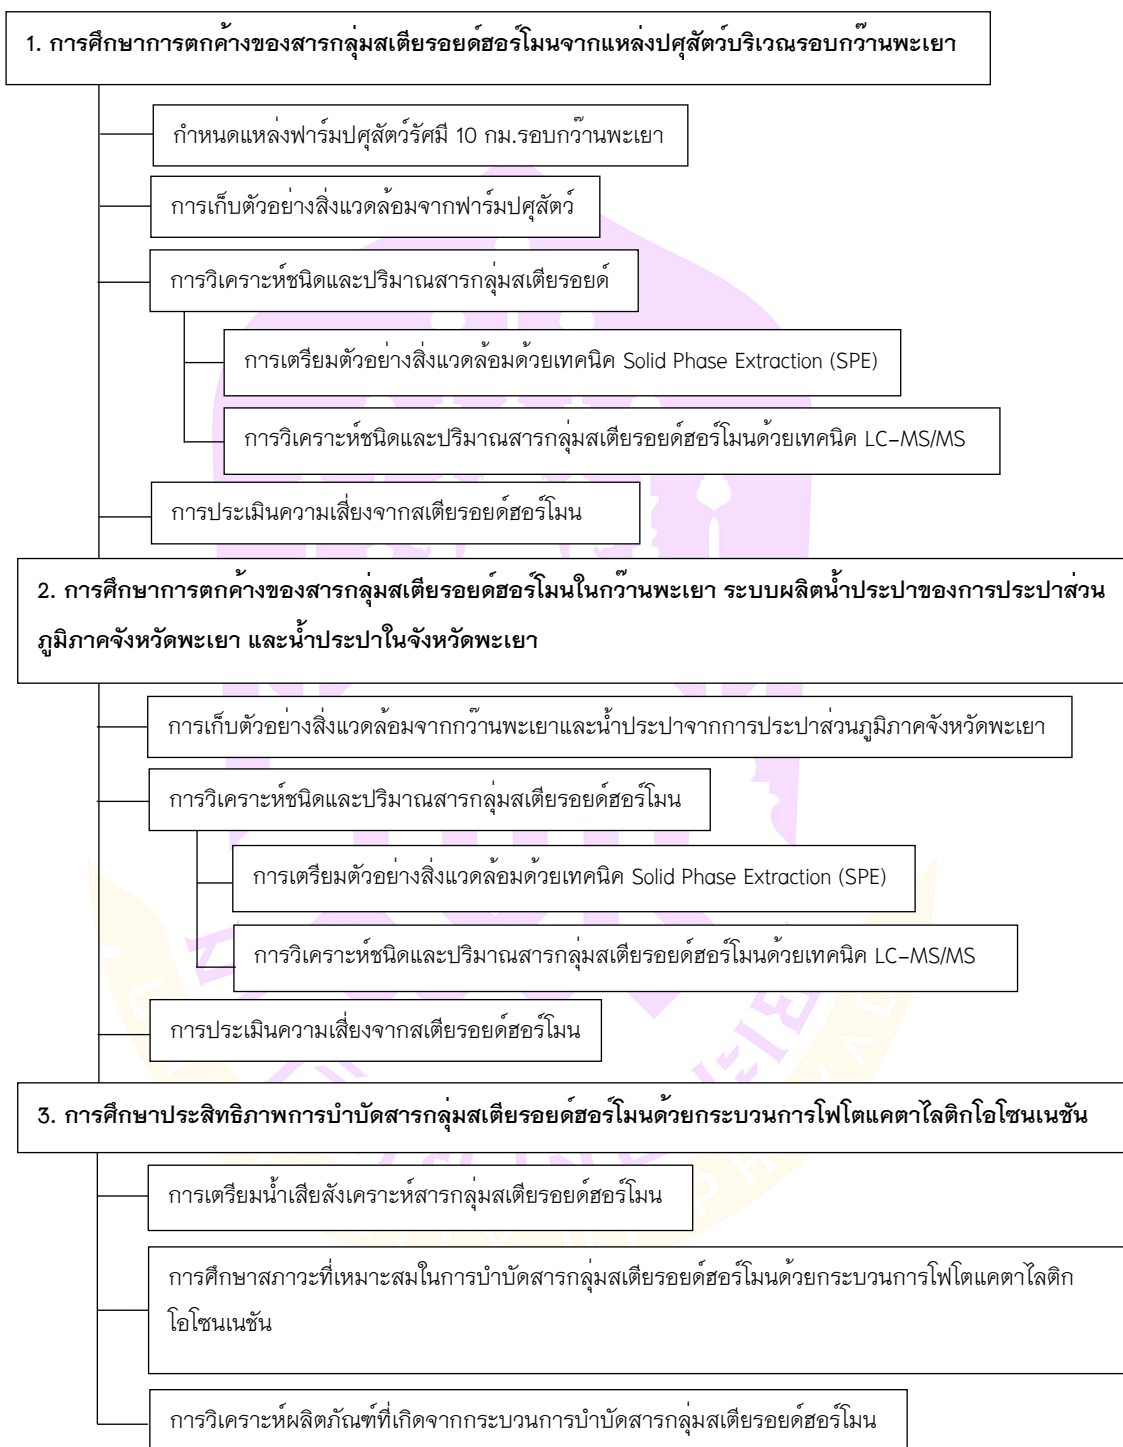 1. การศึกษาการตกค้างของสารกลุ่มสเตียรอยด์ฮอร์โมนจากแหล่งปศุสัตว์บริเวณรอบกว๊านพะเยา
กำหนดแหล่งฟาร์มปศุสัตว์รัศมี 10 กม.รอบกว๊านพะเยา
การเก็บตัวอย่างสิ่งแวดล้อมจากฟาร์มปศุสัตว์
การวิเคราะห์ชนิดและปริมาณสารกลุ่มสเตียรอยด์
การเตรียมตัวอย่างสิ่งแวดล้อมด้วยเทคนิค Solid Phase Extraction (SPE)
การวิเคราะห์ชนิดและปริมาณสารกลุ่มสเตียรอยด์ฮอร์โมนด้วยเทคนิค LC-MS/MS
การประเมินความเสี่ยงจากสเตียรอยด์ฮอร์โมน
2. การศึกษาการตกค้างของสารกลุ่มสเตียรอยด์ฮอร์โมนในกว๊านพะเยา ระบบผลิตน้ำประปาของการประปาส่วน
ภูมิภาคจังหวัดพะเยา และน้ำประปาในจังหวัดพะเยา
การเก็บตัวอย่างสิ่งแวดล้อมจากกว๊านพะเยาและน้ำประปาจากการประปาส่วนภูมิภาคจังหวัดพะเยา
การวิเคราะห์ชนิดและปริมาณสารกลุ่มสเตียรอยด์ฮอร์โมน
การเตรียมตัวอย่างสิ่งแวดล้อมด้วยเทคนิค Solid Phase Extraction (SPE)
การวิเคราะห์ชนิดและปริมาณสารกลุ่มสเตียรอยด์ฮอร์โมนด้วยเทคนิค LC-MS/MS
การประเมินความเสี่ยงจากสเตียรอยด์ฮอร์โมน
3. การศึกษาประสิทธิภาพการบำบัดสารกลุ่มสเตียรอยด์ฮอร์โมนด้วยกระบวนการโฟโตแคตาไลติกโอโซนเนชัน
การเตรียมน้ำเสียสังเคราะห์สารกลุ่มสเตียรอยด์ฮอร์โมน
การศึกษาสภาวะที่เหมาะสมในการบำบัดสารกลุ่มสเตียรอยด์ฮอร์โมนด้วยกระบวนการโฟโตแคตาไลติก
โอโซนเนชัน
การวิเคราะห์ผลิตภัณฑ์ที่เกิดจากกระบวนการบำบัดสารกลุ่มสเตียรอยด์ฮอร์โมน